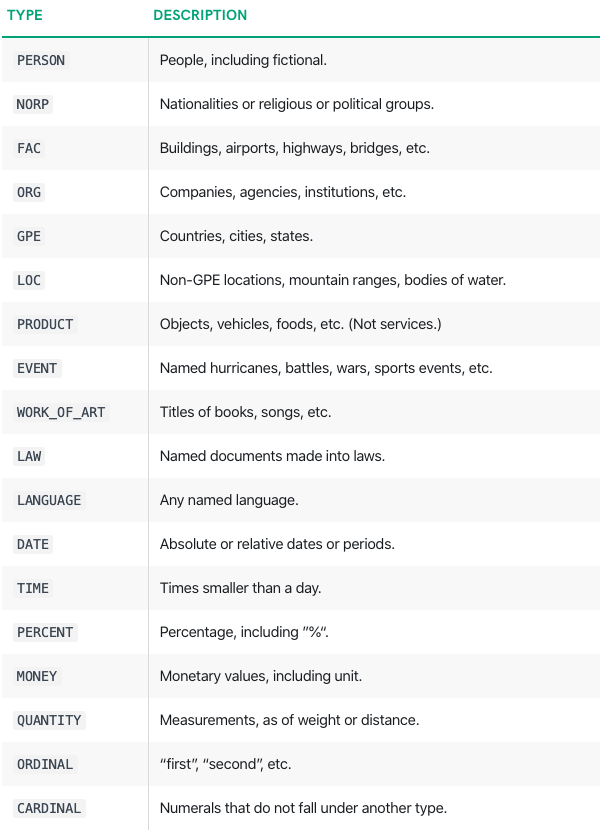 TYPE DESCRIPTION
PERSON People, including fictional.
NORP Nationalities or religious or political groups.
FAC Buildings, airports, highways, bridges, etc.
ORG Companies, agencies, institutions, etc.
GPE Countries, cities, states.
LOC Non-GPE locations, mountain ranges, bodies of water.
PRODUCT Objects, vehicles, foods, etc. (Not services.)
EVENT Named hurricanes, battles, wars, sports events, etc.
WORK_OF_ART Titles of books, songs, etc.
LAW Named documents made into laws.
LANGUAGE Any named language.
DATE Absolute or relative dates or periods.
TIME Times smaller than a day.
PERCENT Percentage, including ”%“.
MONEY Monetary values, including unit.
QUANTITY Measurements, as of weight or distance.
ORDINAL “first”, “second”, etc.
CARDINAL Numerals that do not fall under another type.